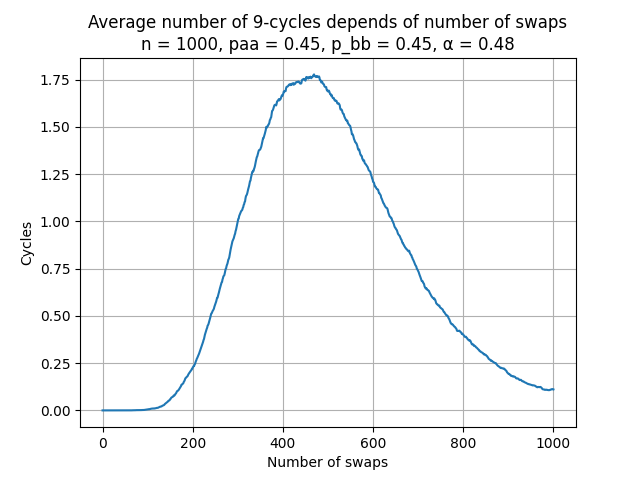 Average number of 9-cycles depends of number of swaps
n = 1000, paa = 0.45, p_bb = 0.45, α = 0.48
1.75
1.50
1.25
1.00
0.75
0.50
0.25
0.00
Cycles
0 200 400 600 800 1000
Number of swaps